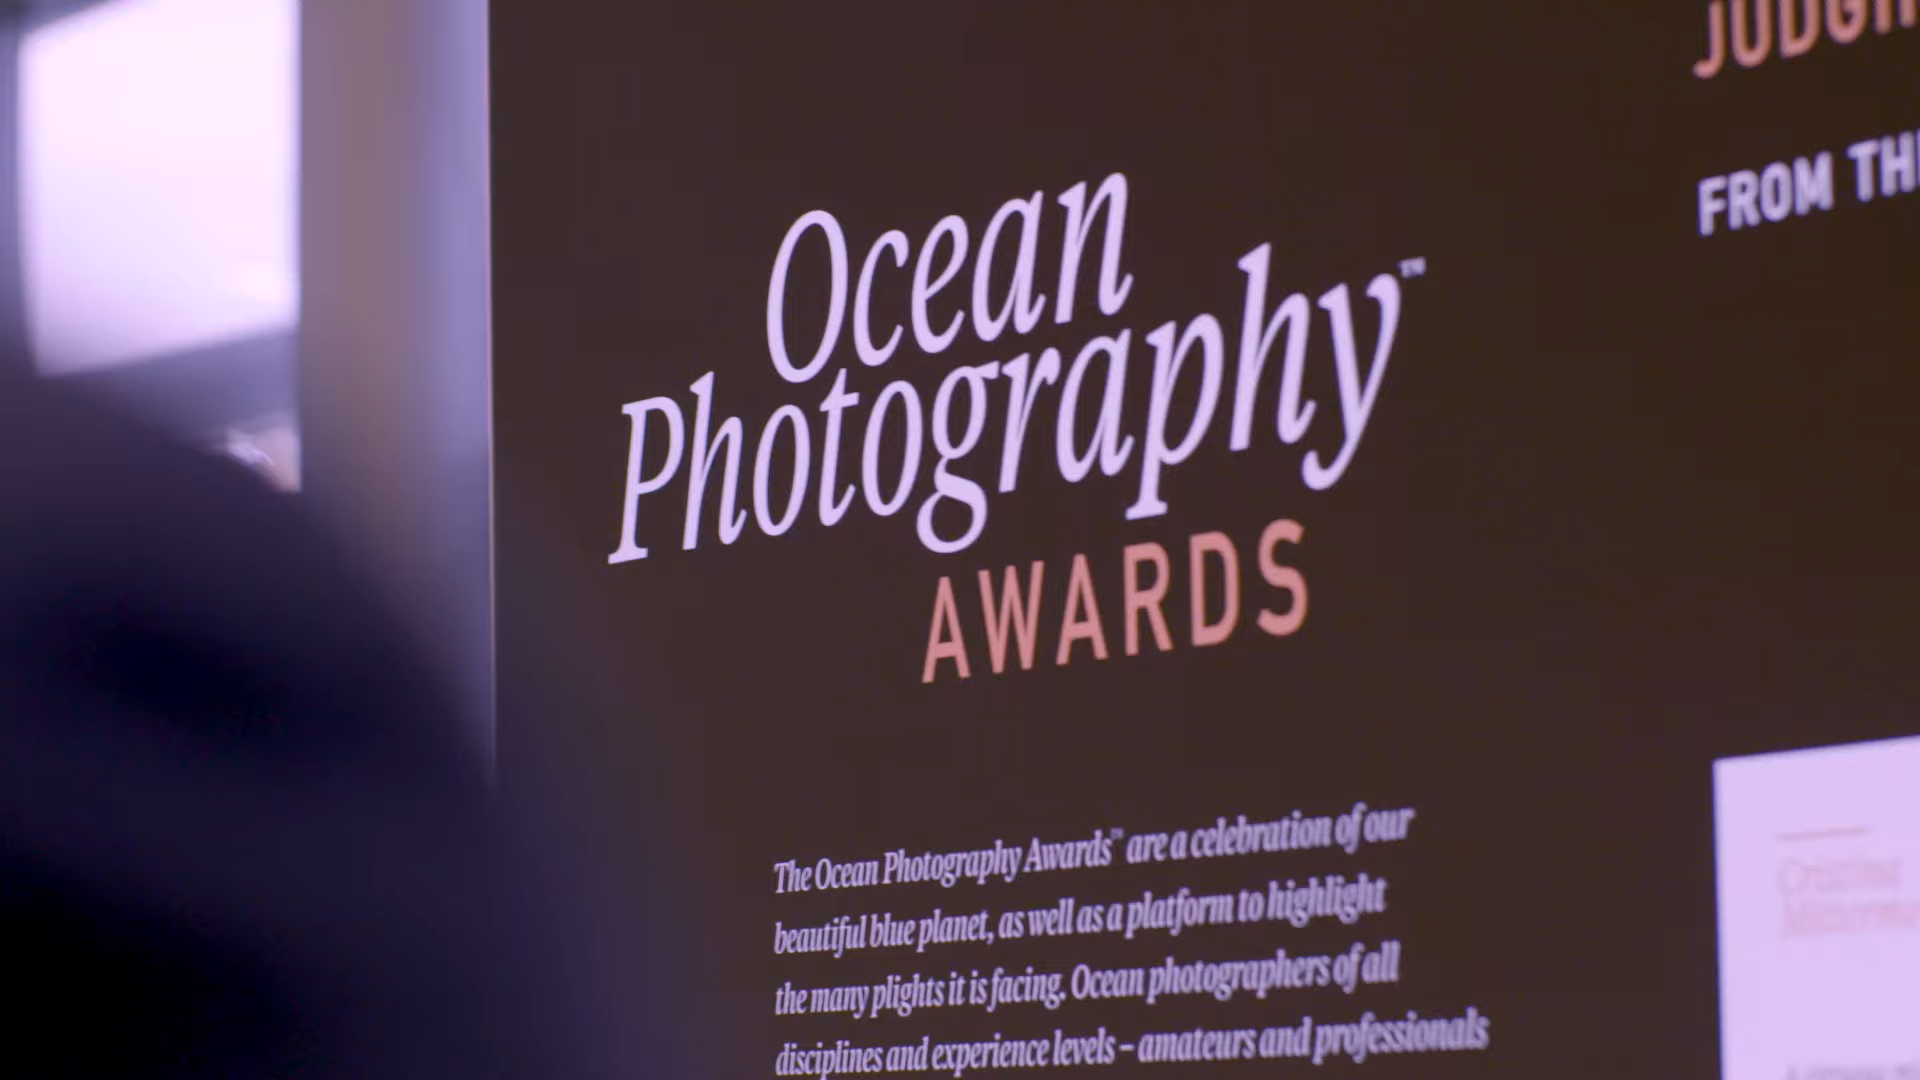 Ocean
Photography™
AWARDS
The Ocean Photography Awards™ are a celebration of our
beautiful blue planet, as well as a platform to highlight
the many plights it is facing. Ocean photographers of all
disciplines and experience levels – amateurs and professionals
FROM
Cristina